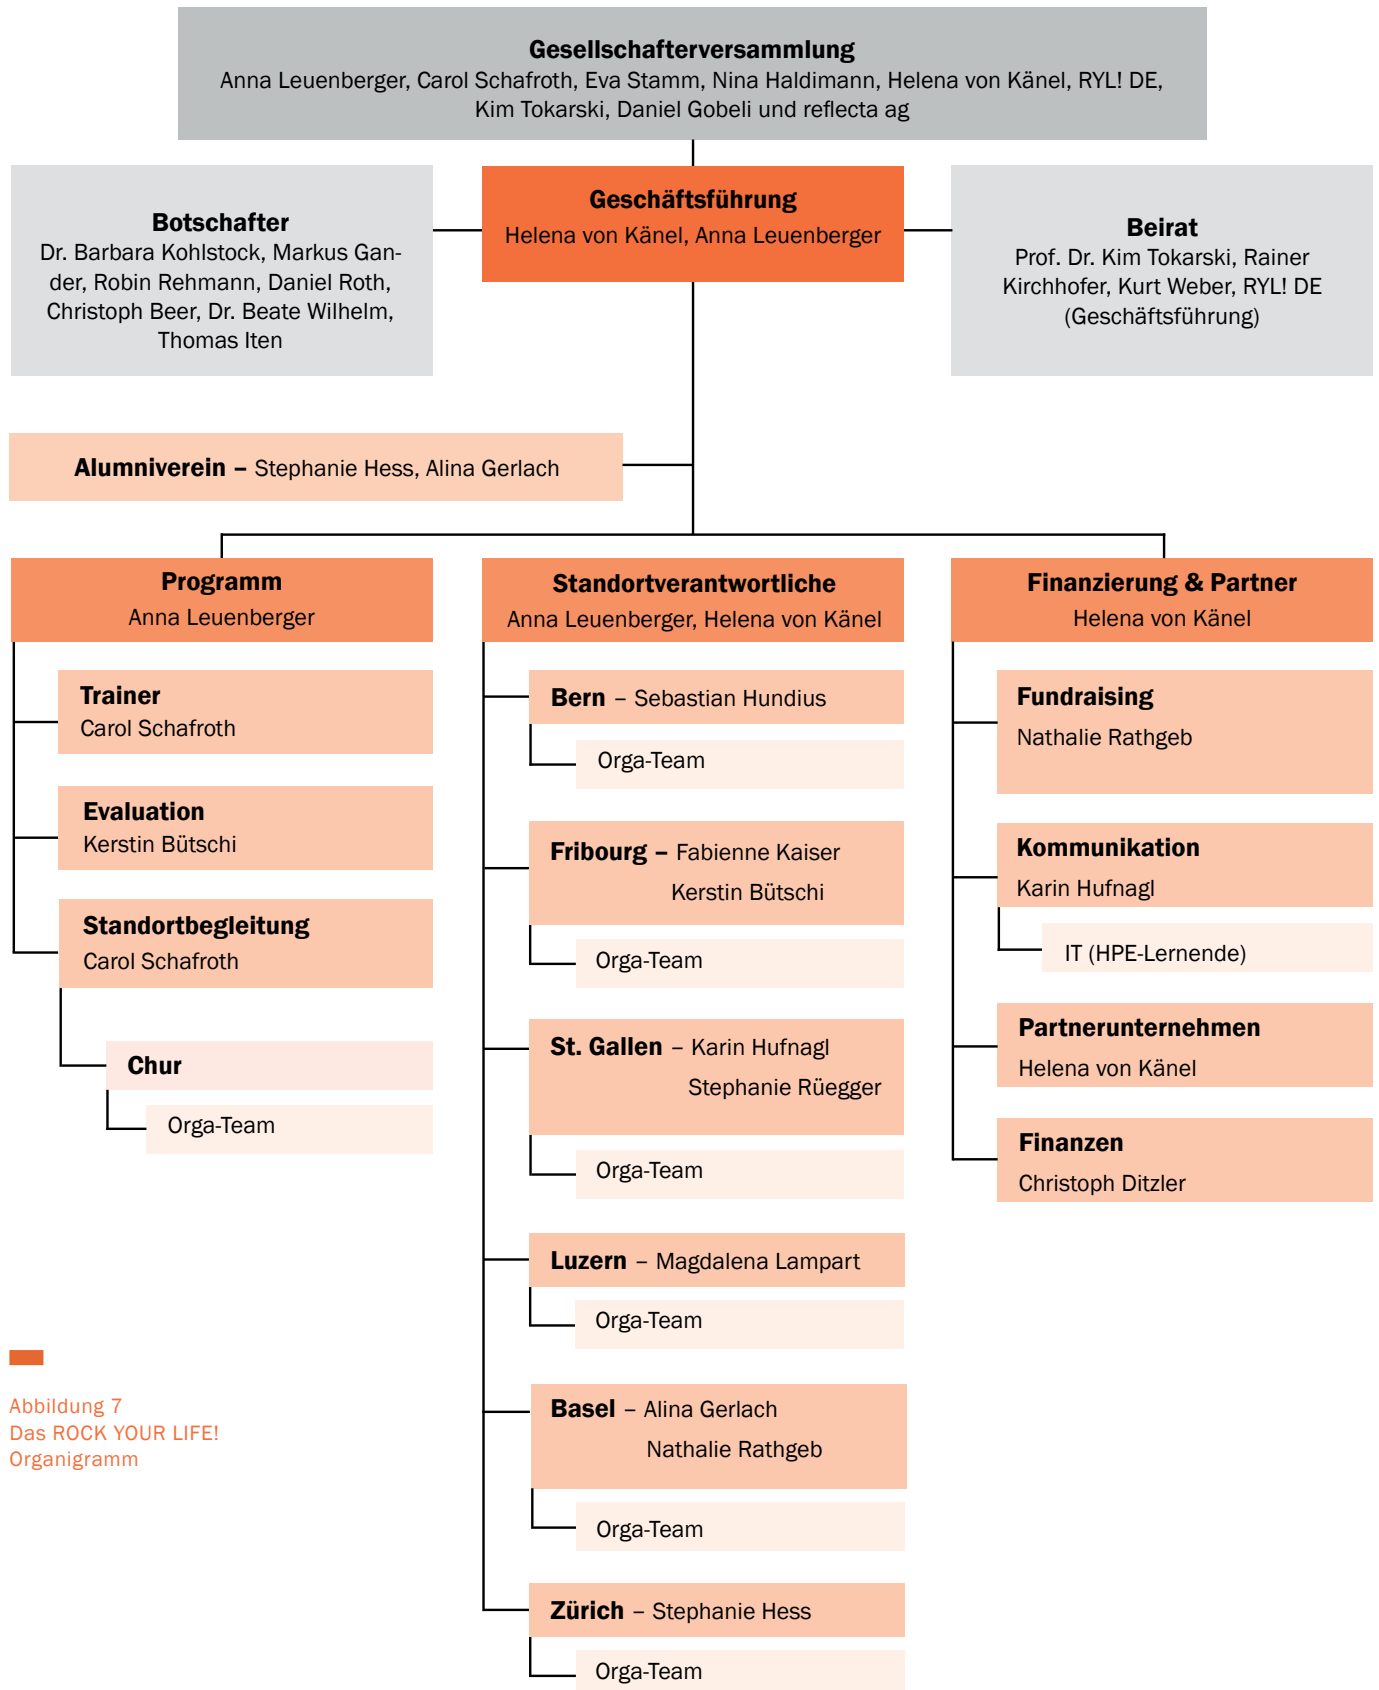 Gesellschafterversammlung
Anna Leuenberger, Carol Schafroth, Eva Stamm, Nina Haldimann, Helena von Känel, RYL! DE,
Kim Tokarski, Daniel Gobeli und reflecta ag
Botschafter
Dr. Barbara Kohlstock, Markus Gan-
der, Robin Rehmann, Daniel Roth,
Christoph Beer, Dr. Beate Wilhelm,
Thomas Iten
Geschäftsführung
Helena von Känel, Anna Leuenberger
Beirat
Prof. Dr. Kim Tokarski, Rainer
Kirchhofer, Kurt Weber, RYL! DE
(Geschäftsführung)
Alumniverein – Stephanie Hess, Alina Gerlach
Programm
Anna Leuenberger
Trainer
Carol Schafroth
Evaluation
Kerstin Bütschi
Standortbegleitung
Carol Schafroth
Chur
Orga-Team
Standortverantwortliche
Anna Leuenberger, Helena von Känel
Bern – Sebastian Hundius
Orga-Team
Fribourg – Fabienne Kaiser
Kerstin Bütschi
Orga-Team
St. Gallen – Karin Hufnagl
Stephanie Rüegger
Orga-Team
Luzern – Magdalena Lampart
Orga-Team
Basel – Alina Gerlach
Nathalie Rathgeb
Orga-Team
Zürich – Stephanie Hess
Orga-Team
Finanzierung & Partner
Helena von Känel
Fundraising
Nathalie Rathgeb
Kommunikation
Karin Hufnagl
IT (HPE-Lernende)
Partnerunternehmen
Helena von Känel
Finanzen
Christoph Ditzler
Abbildung 7
Das ROCK YOUR LIFE!
Organigramm